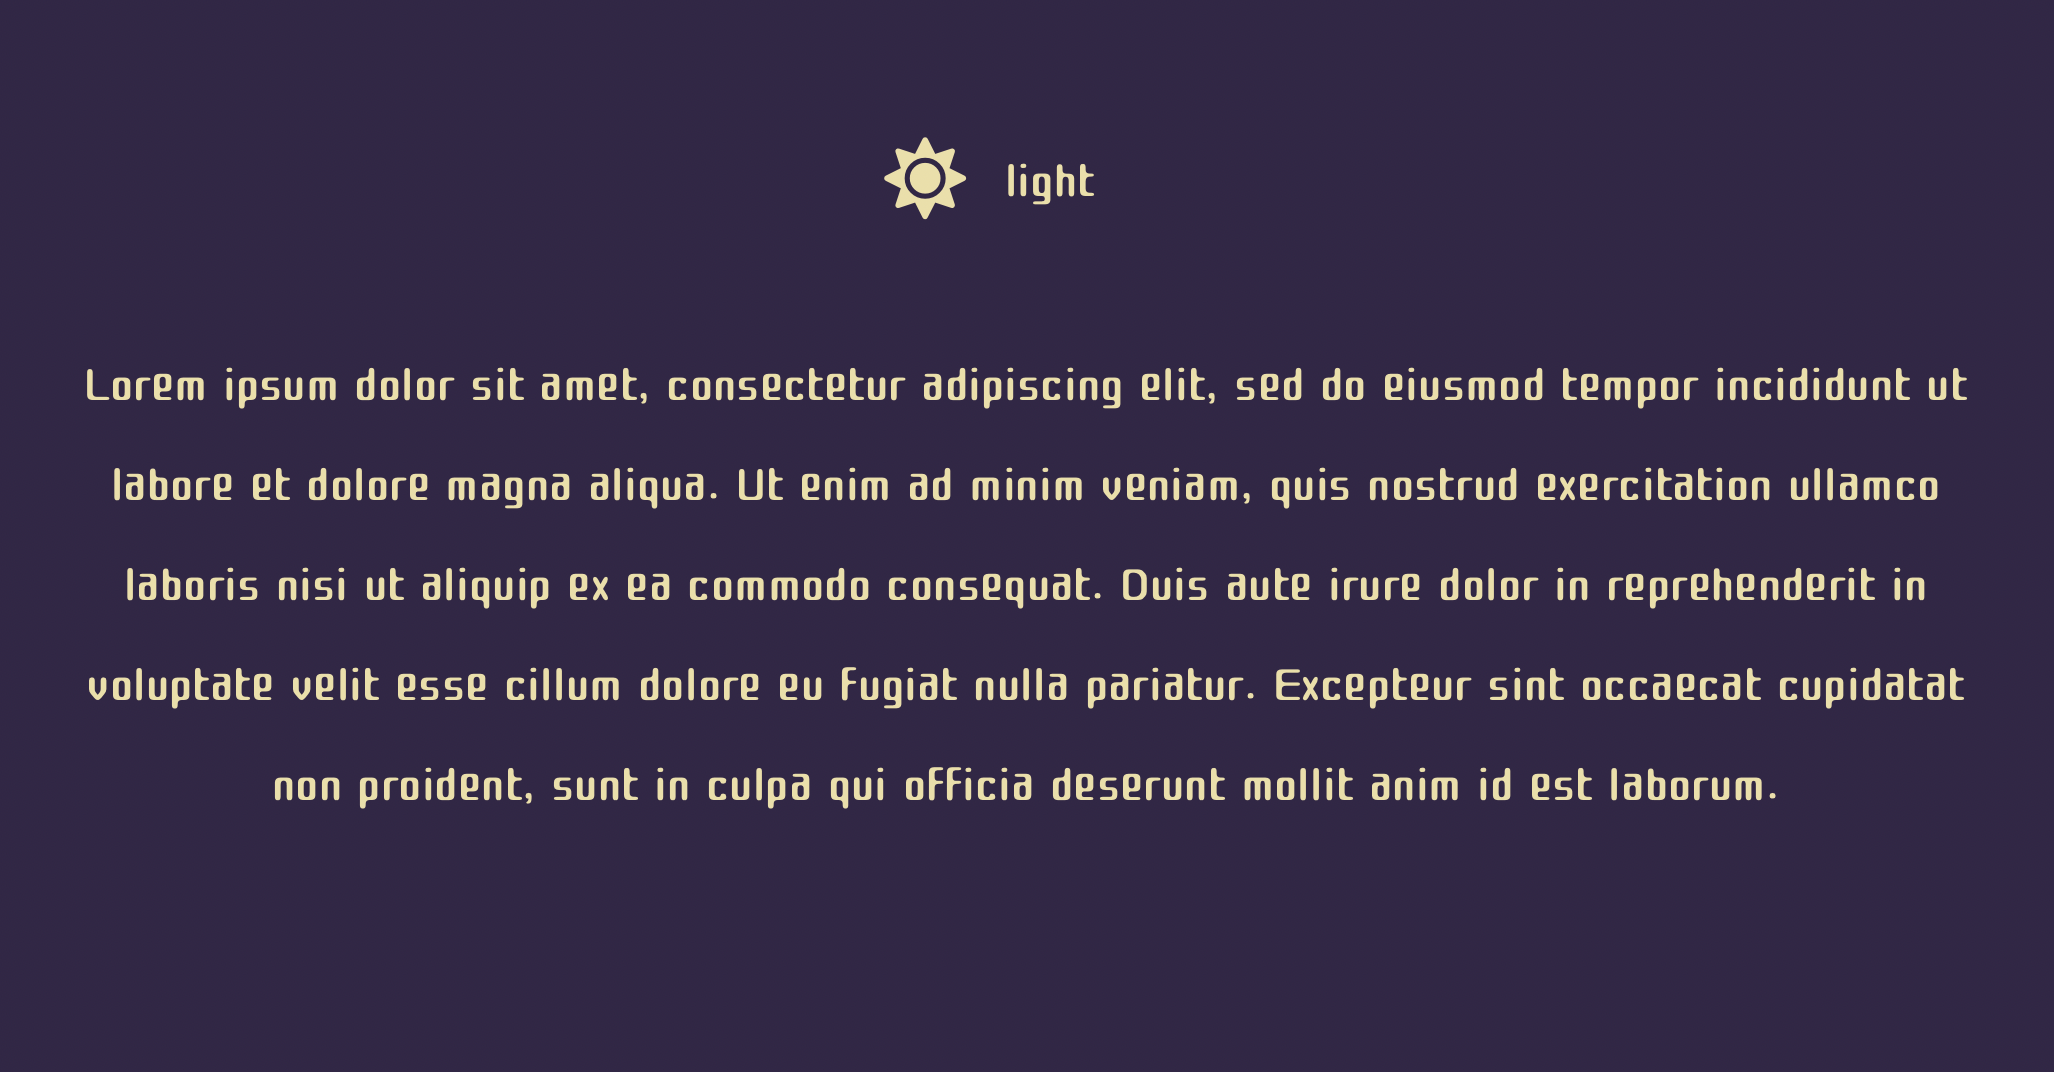 light
Lorem ipsum dolor sit amet, consectetur adipiscing elit, sed do eiusmod tempor incididunt ut
labore et dolore magna aliqua. Ut enim ad minim veniam, quis nostrud exercitation ullamco
laboris nisi ut aliquip ex ea commodo consequat. Duis aute irure dolor in reprehenderit in
voluptate velit esse cillum dolore eu fugiat nulla pariatur. Excepteur sint occaecat cupidatat
non proident, sunt in culpa qui officia deserunt mollit anim id est laborum.